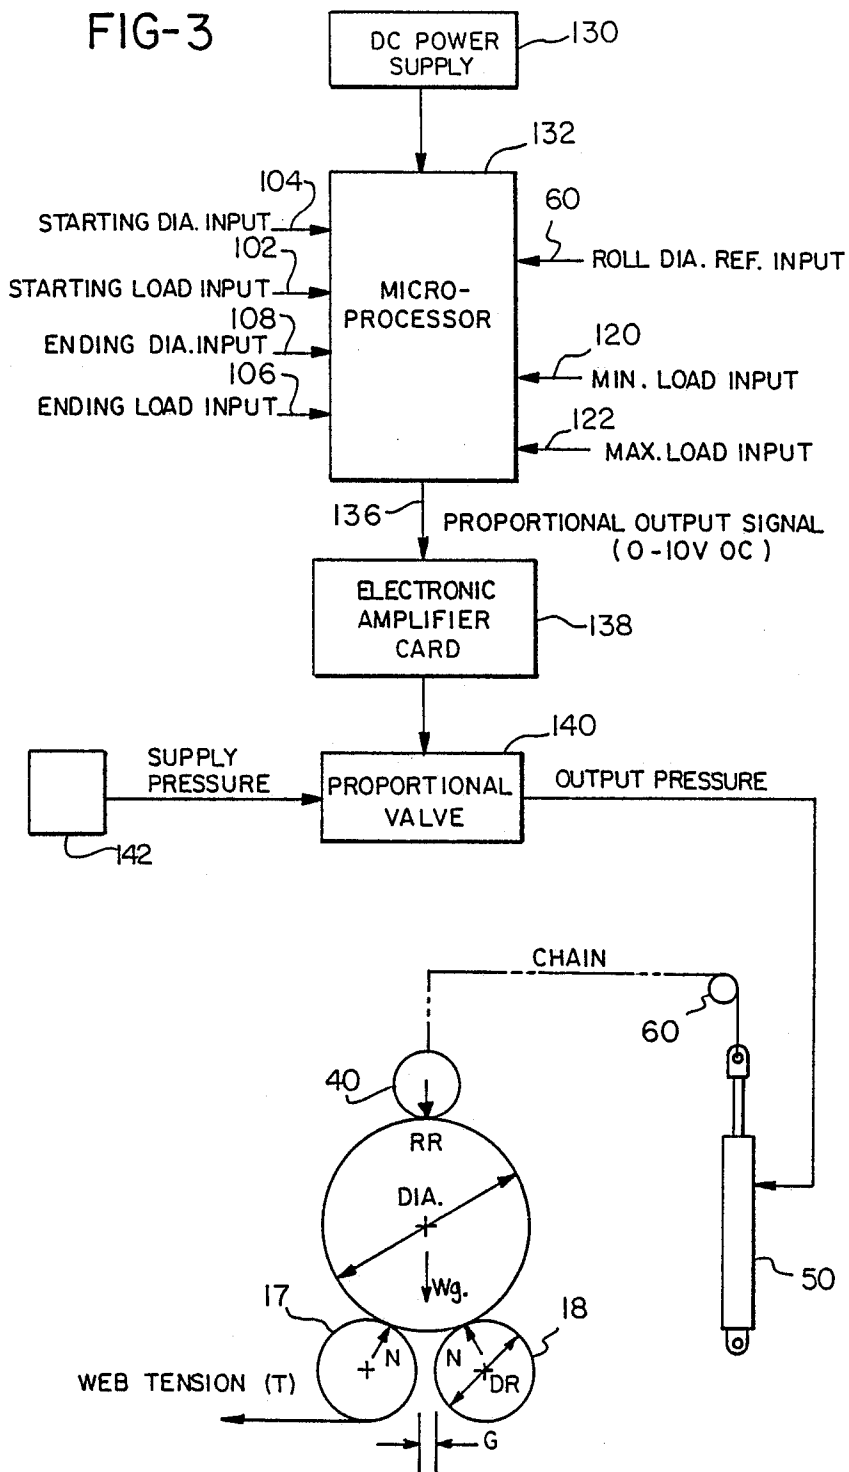 FIG-3
DC POWER
SUPPLY
130
132
104
STARTING DIA. INPUT
60
ROLL DIA. REF. INPUT
102
STARTING LOAD INPUT
MICRO-
PROCESSOR
108
ENDING DIA. INPUT
120
MIN. LOAD INPUT
106
ENDING LOAD INPUT
122
MAX. LOAD INPUT
136
PROPORTIONAL OUTPUT SIGNAL
(0-10V OC)
ELECTRONIC
AMPLIFIER
CARD
138
140
SUPPLY
PRESSURE
PROPORTIONAL
VALVE
OUTPUT PRESSURE
142
CHAIN
60
40
RR
DIA.
Wg.
50
17
18
N
N
DR
WEB TENSION (T)
G